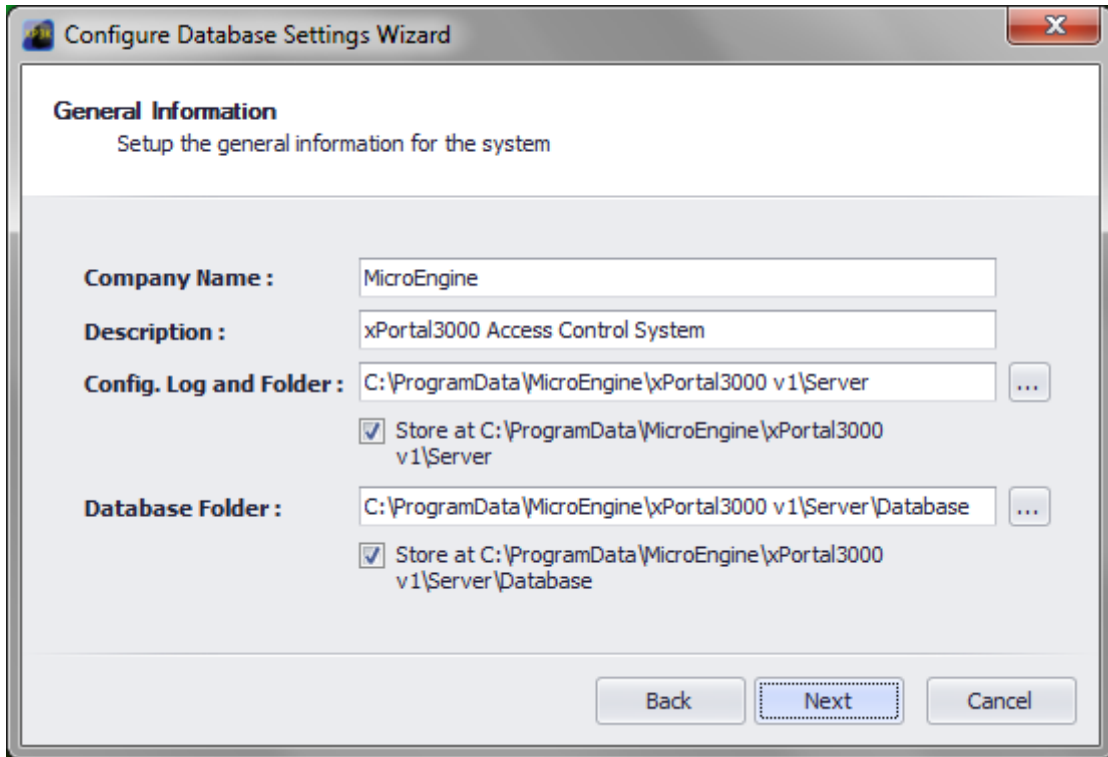 Configure Database Settings Wizard
General Information
Setup the general information for the system
Company Name :
MicroEngine
Description :
xPortal3000 Access Control System
Config. Log and Folder :
C:\ProgramData\MicroEngine\xPortal3000 v1\Server
...
Store at C:\ProgramData\MicroEngine\xPortal3000
v1\Server
Database Folder :
C:\ProgramData\MicroEngine\xPortal3000 v1\Server\Database
...
Store at C:\ProgramData\MicroEngine\xPortal3000
v1\Server\Database
Back
Next
Cancel